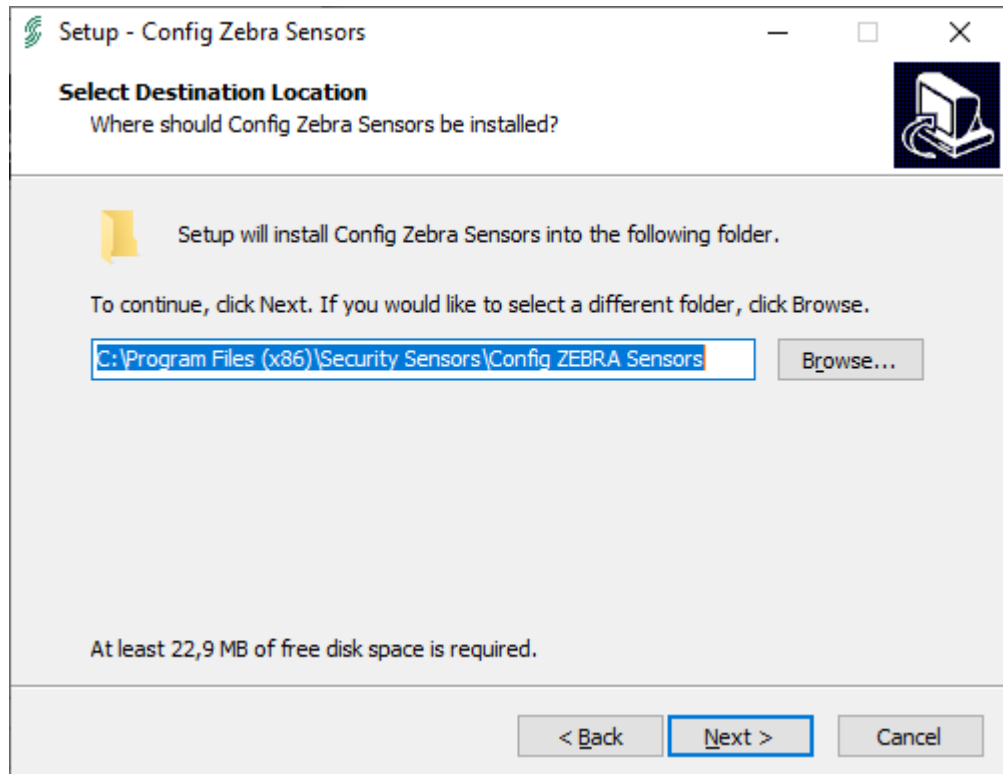 Setup - Config Zebra Sensors
Select Destination Location
Where should Config Zebra Sensors be installed?
Setup will install Config Zebra Sensors into the following folder.
To continue, click Next. If you would like to select a different folder, click Browse.
C:\Program Files (x86)\Security Sensors\Config ZEBRA Sensors
Browse...
At least 22,9 MB of free disk space is required.
< Back
Next >
Cancel